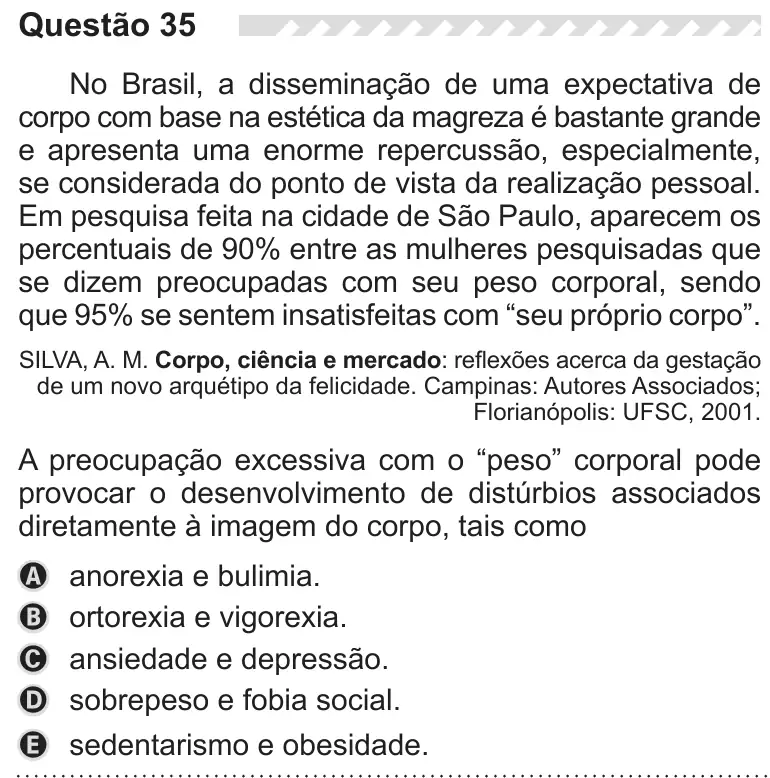 Questão 35
No Brasil, a disseminação de uma expectativa de
corpo com base na estética da magreza é bastante grande
e apresenta uma enorme repercussão, especialmente,
se considerada do ponto de vista da realização pessoal.
Em pesquisa feita na cidade de São Paulo, aparecem os
percentuais de 90% entre as mulheres pesquisadas que
se dizem preocupadas com seu peso corporal, sendo
que 95% se sentem insatisfeitas com “seu próprio corpo”.
SILVA, A. M. Corpo, ciência e mercado: reflexões acerca da gestação
de um novo arquétipo da felicidade. Campinas: Autores Associados;
Florianópolis: UFSC, 2001.
A preocupação excessiva com o “peso” corporal pode
provocar o desenvolvimento de distúrbios associados
diretamente à imagem do corpo, tais como
A anorexia e bulimia.
B ortorexia e vigorexia.
C ansiedade e depressão.
D sobrepeso e fobia social.
E sedentarismo e obesidade.